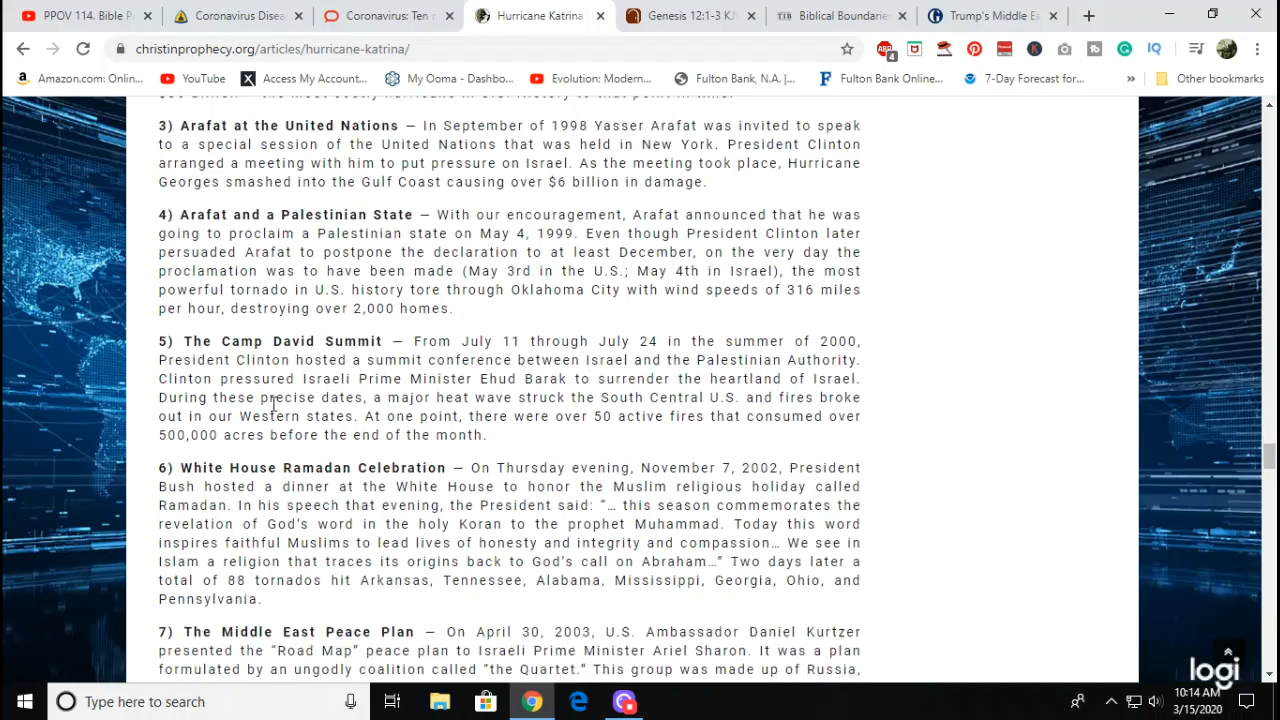 PPOV 114. Bible P
Coronavirus Disea
Coronavirus: Ten r
Hurricane Katrina
Genesis 12:1-3 KJ
Biblical Boundarie
Trump's Middle Ea
christinprophecy.org/articles/hurricane-katrina/
Amazon.com: Onlin...
YouTube
Access My Account...
My Ooma - Dashbo...
Evolution: Modern...
Fulton Bank, N.A. |...
Fulton Bank Online...
7-Day Forecast for...
Other bookmarks
3) Arafat at the United Nations — In September of 1998 Yasser Arafat was invited to speak
to a special session of the United Nations that was held in New York. President Clinton
arranged a meeting with him to put pressure on Israel. As the meeting took place, Hurricane
Georges smashed into the Gulf Coast causing over $6 billion in damage.
4) Arafat and a Palestinian State — With our encouragement, Arafat announced that he was
going to proclaim a Palestinian state on May 4, 1999. Even though President Clinton later
persuaded Arafat to postpone the declaration to at least December, on the very day the
proclamation was to have been made (May 3rd in the U.S.; May 4th in Israel), the most
powerful tornado in U.S. history tore through Oklahoma City with wind speeds of 316 miles
per hour, destroying over 2,000 homes.
5) The Camp David Summit — From July 11 through July 24 in the summer of 2000,
President Clinton hosted a summit conference between Israel and the Palestinian Authority.
Clinton pressured Israeli Prime Minister Ehud Barak to surrender the heartland of Israel.
During these precise dates, a major heat wave struck the South Central U.S. and fires broke
out in our Western states. At one point, there were over 50 active fires that consumed over
500,000 acres before the end of the month.
6) White House Ramadan Celebration — On Thursday evening, November 7, 2002, President
Bush hosted a dinner at the White House to honor the Muslim religious holiday called
Ramadan. In his speech that evening, the President said: "... this season commemorates the
revelation of God's word in the holy Koran to the prophet Muhammad. Today this word
inspires faithful Muslims to lead lives of honesty and integrity and compassion... We see in
Islam a religion that traces its origins back to God's call on Abraham..." Two days later a
total of 88 tornados hit Arkansas, Tennessee, Alabama, Mississippi, Georgia, Ohio, and
Pennsylvania.
7) The Middle East Peace Plan — On April 30, 2003, U.S. Ambassador Daniel Kurtzer
presented the "Road Map" peace plan to Israeli Prime Minister Ariel Sharon. It was a plan
formulated by an ungodly coalition called "the Quartet." This group was made up of Russia,
logi
Type here to search
10:14 AM
3/15/2020